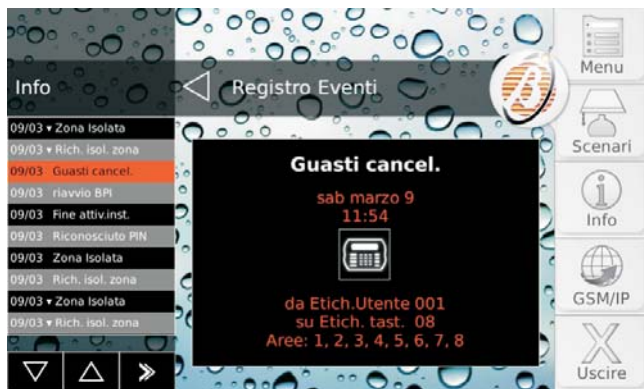 Info
Registro Eventi
09/03 ▾ Zona Isolata
09/03 ▾ Rich. isol. zona
09/03 Guasti cancel.
09/03 riavvio BPI
09/03 Fine attiv.inst.
09/03 Riconosciuto PIN
09/03 Zona Isolata
09/03 Rich. isol. zona
09/03 ▾ Zona Isolata
09/03 ▾ Rich. isol. zona
Guasti cancel.
sab marzo 9
11:54
da Etich.Utente 001
su Etich. tast. 08
Aree: 1, 2, 3, 4, 5, 6, 7, 8
Menu
Scenari
Info
GSM/IP
Uscire